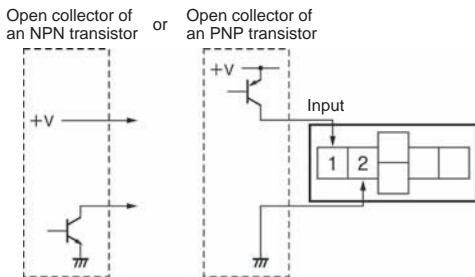 Open collector of
an NPN transistor
or
Open collector of
an PNP transistor
+V
+V
Input
1 2